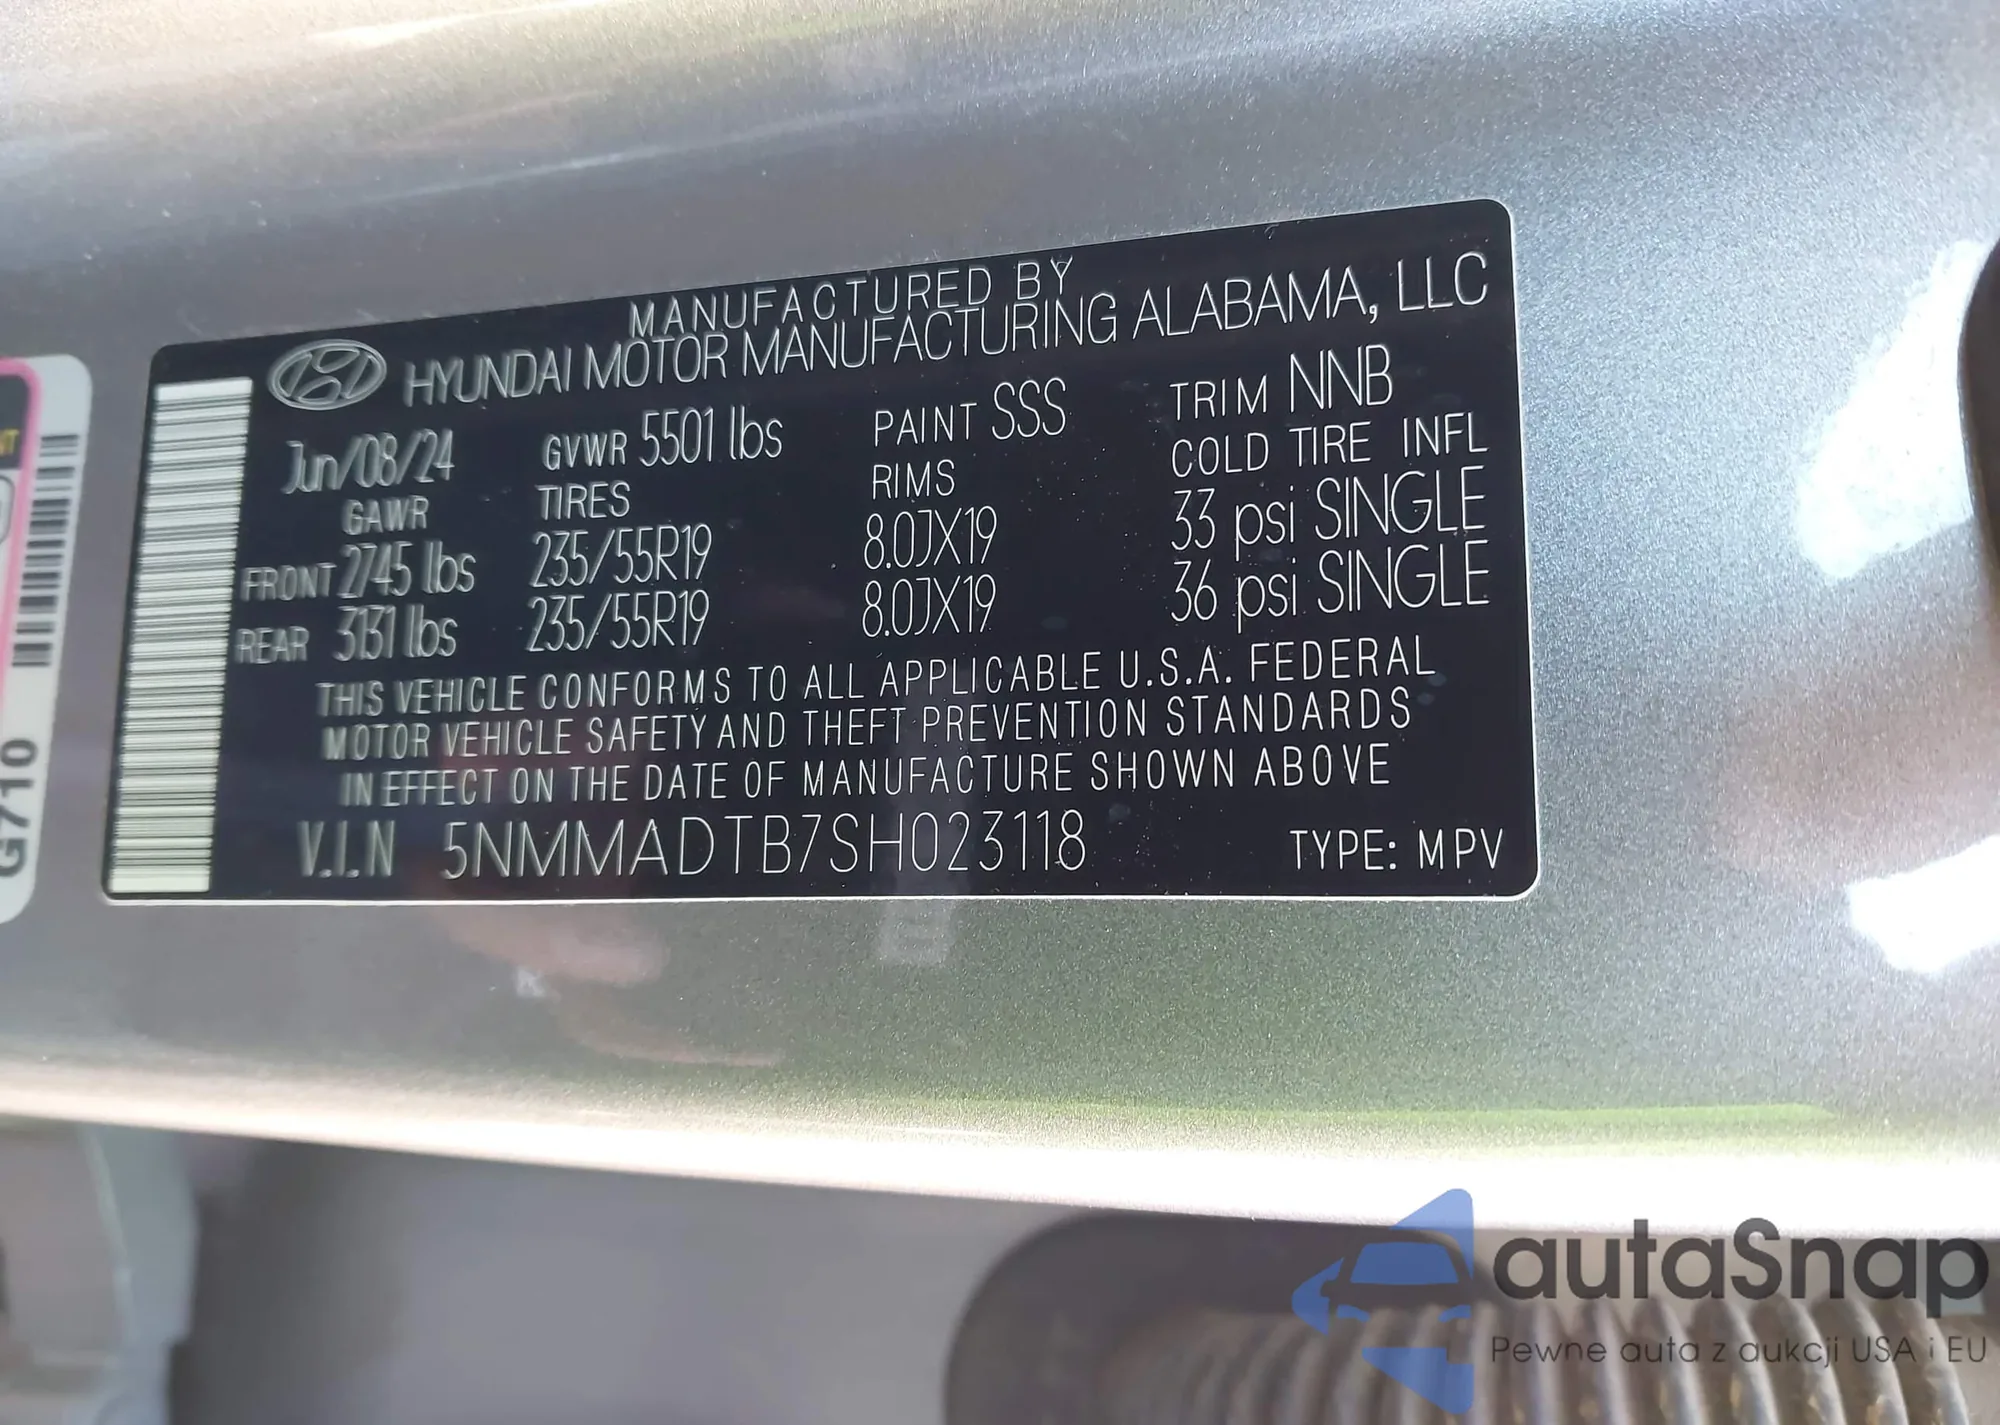 MANUFACTURED BY
HYUNDAI MOTOR MANUFACTURING ALABAMA, LLC
Jun/08/24 GVWR 5501 lbs PAINT SSS TRIM NNB
GAWR TIRES RIMS COLD TIRE INFL
FRONT 2745 lbs 235/55R19 8.0JX19 33 psi SINGLE
REAR 3131 lbs 235/55R19 8.0JX19 36 psi SINGLE
THIS VEHICLE CONFORMS TO ALL APPLICABLE U.S.A. FEDERAL
MOTOR VEHICLE SAFETY AND THEFT PREVENTION STANDARDS
IN EFFECT ON THE DATE OF MANUFACTURE SHOWN ABOVE
V.I.N 5NMMADTB7SH023118 TYPE: MPV
G710
autaSnap
Pewne auta z aukcji USA i EU